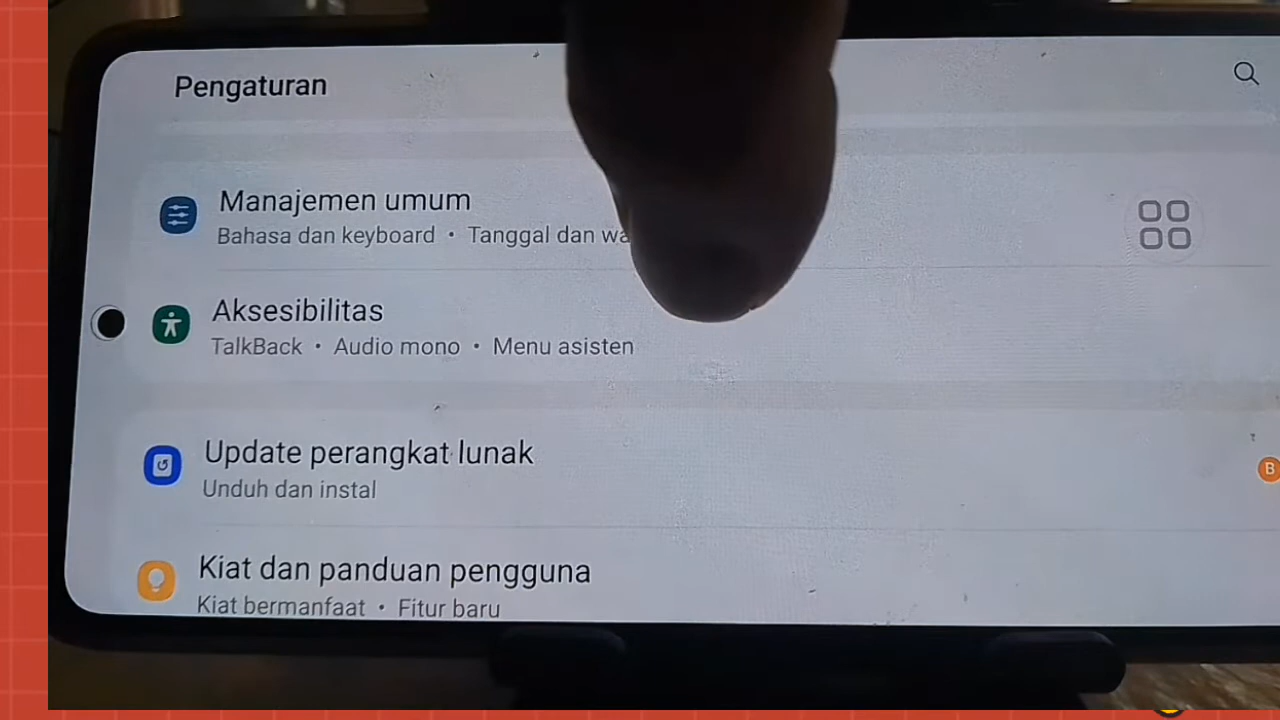 Pengaturan
Manajemen umum
Bahasa dan keyboard • Tanggal dan
Aksesibilitas
TalkBack • Audio mono • Menu asisten
Update perangkat lunak
B
Unduh dan instal
Kiat dan panduan pengguna
Kiat bermanfaat • Fitur baru